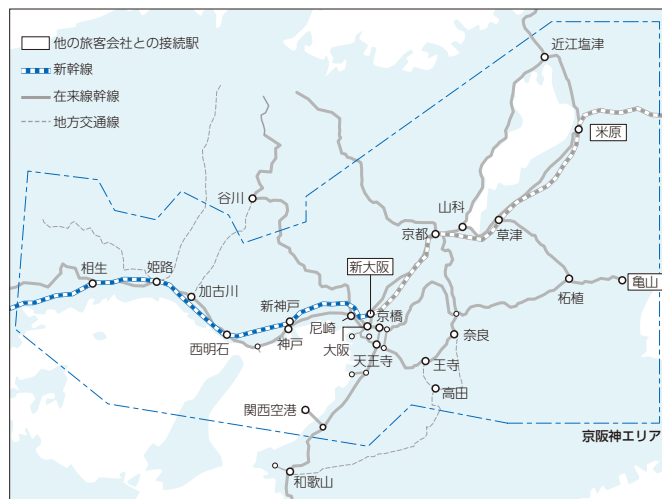 他の旅客会社との接続駅
新幹線
在来線幹線
地方交通線
近江塩津
米原
谷川
山科
京都
草津
新大阪
相生
姫路
加古川
新神戸
尼崎
京橋
亀山
柘植
西明石
神戸
大阪
奈良
天王寺
王寺
高田
関西空港
京阪神エリア
和歌山